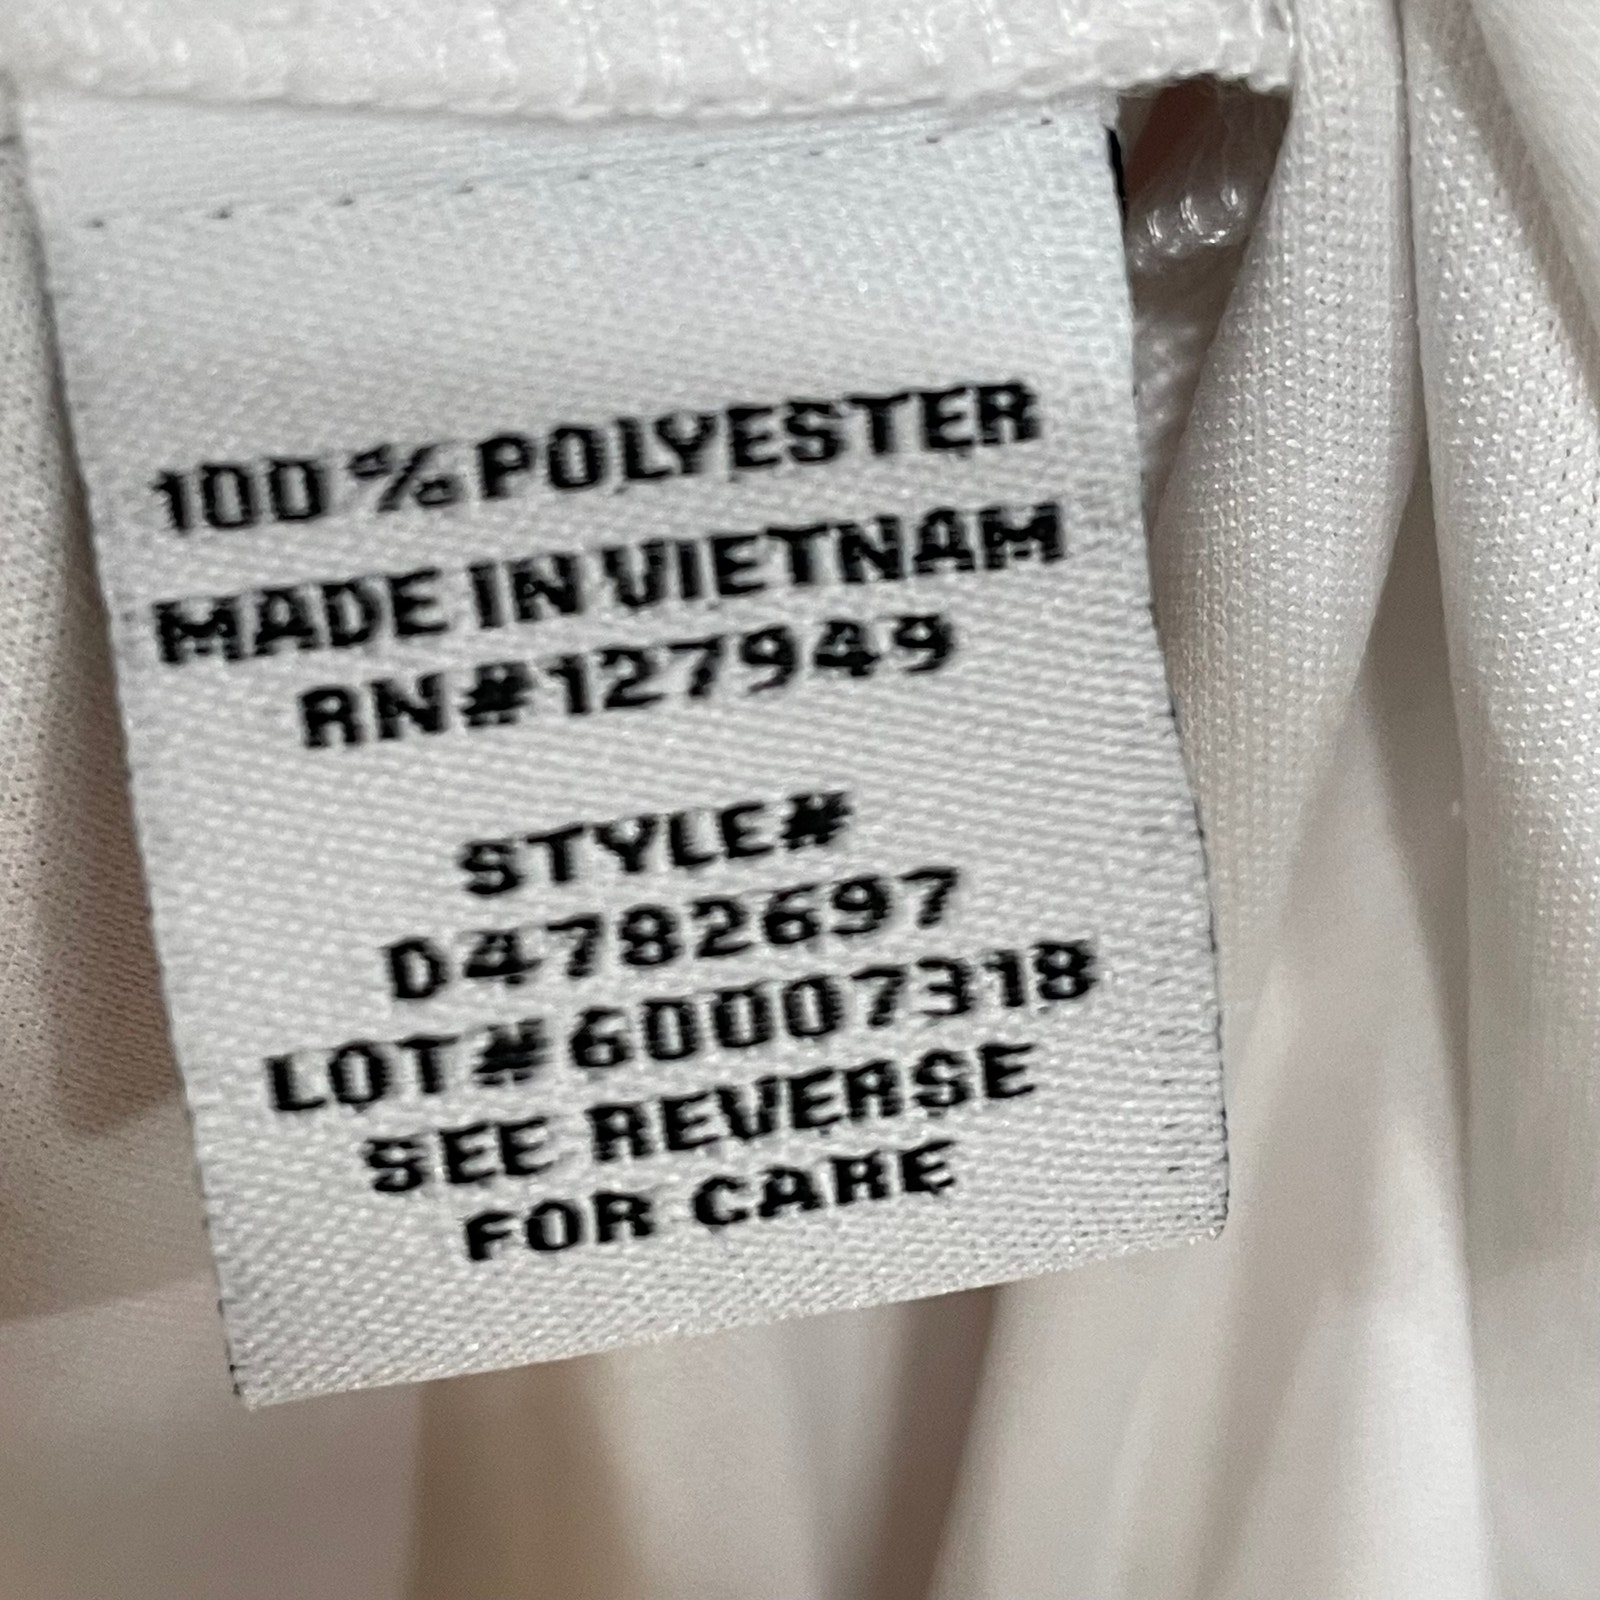 100% POLYESTER
MADE IN VIETNAM
RN#127949
STYLE#
D4782697
LOT#60007318
SEE REVERSE
FOR CARE